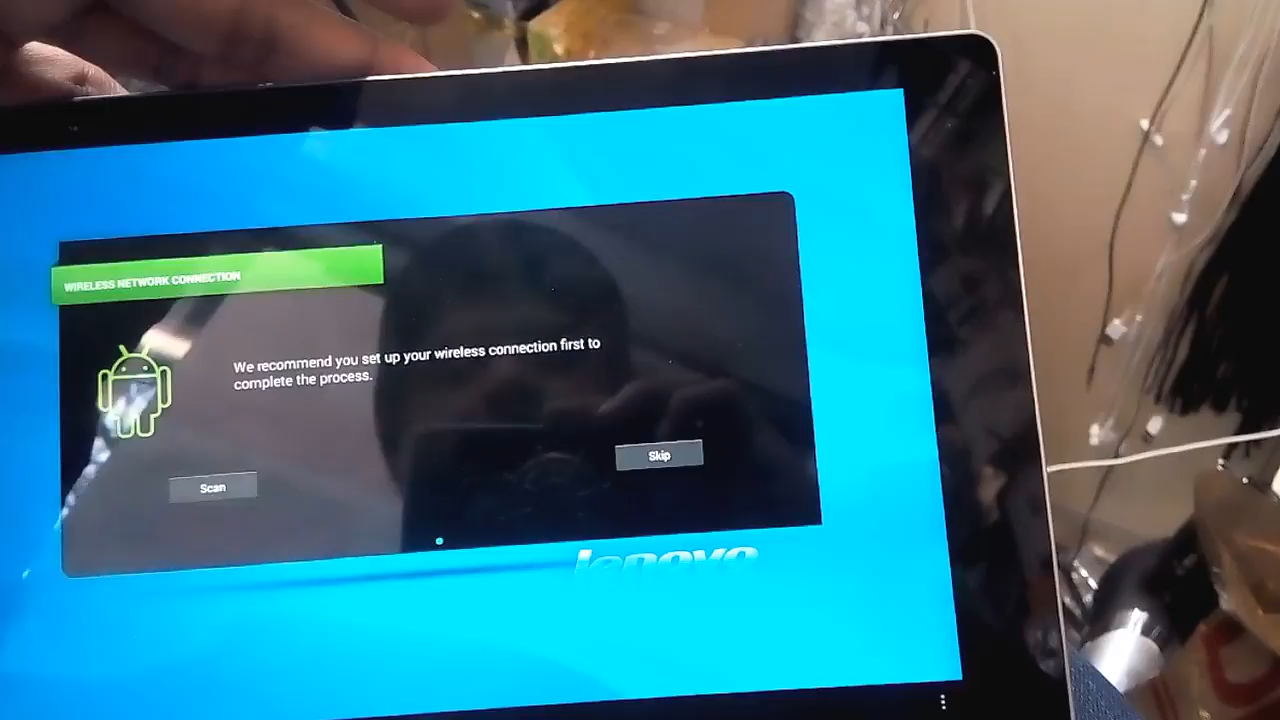 WIRELESS NETWORK CONNECTION
We recommend you set up your wireless connection first to
complete the process.
Skip
Scan
lenovo